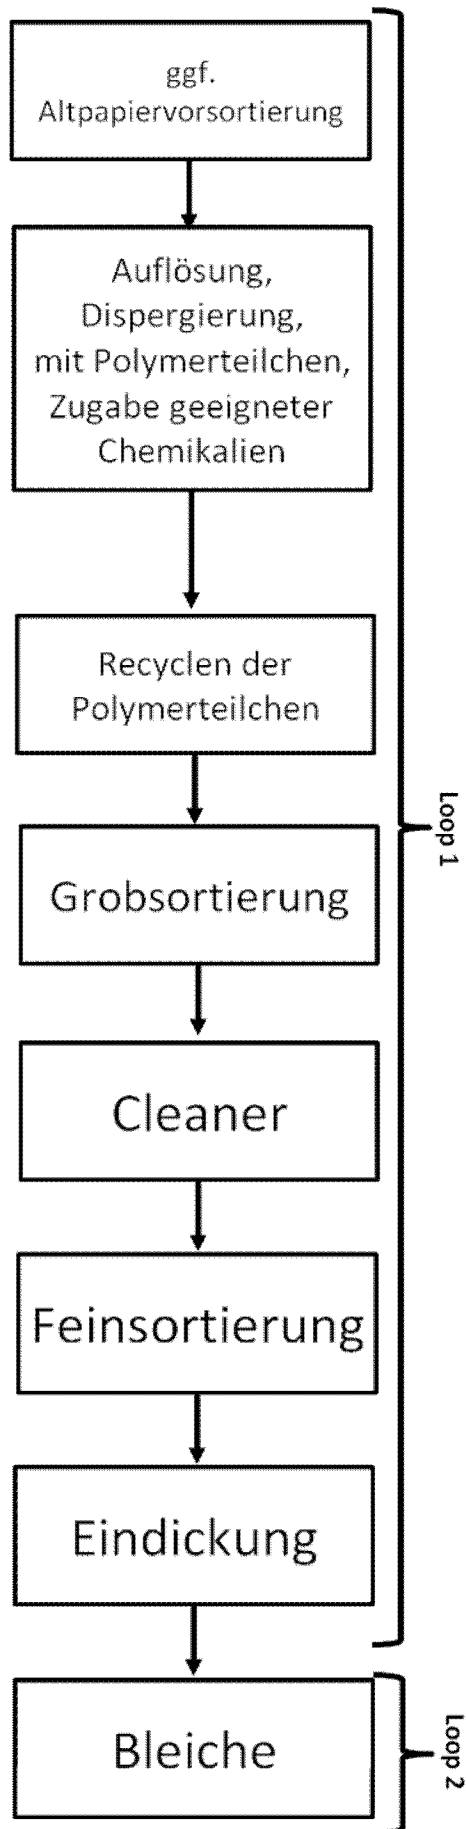 ggf.
Altpapiervorsortierung
Auflösung,
Dispergierung,
mit Polymerteilchen,
Zugabe geeigneter
Chemikalien
Recyclen der
Polymerteilchen
Grobsortierung
Cleaner
Feinsortierung
Eindickung
Loop 1
Bleiche
Loop 2